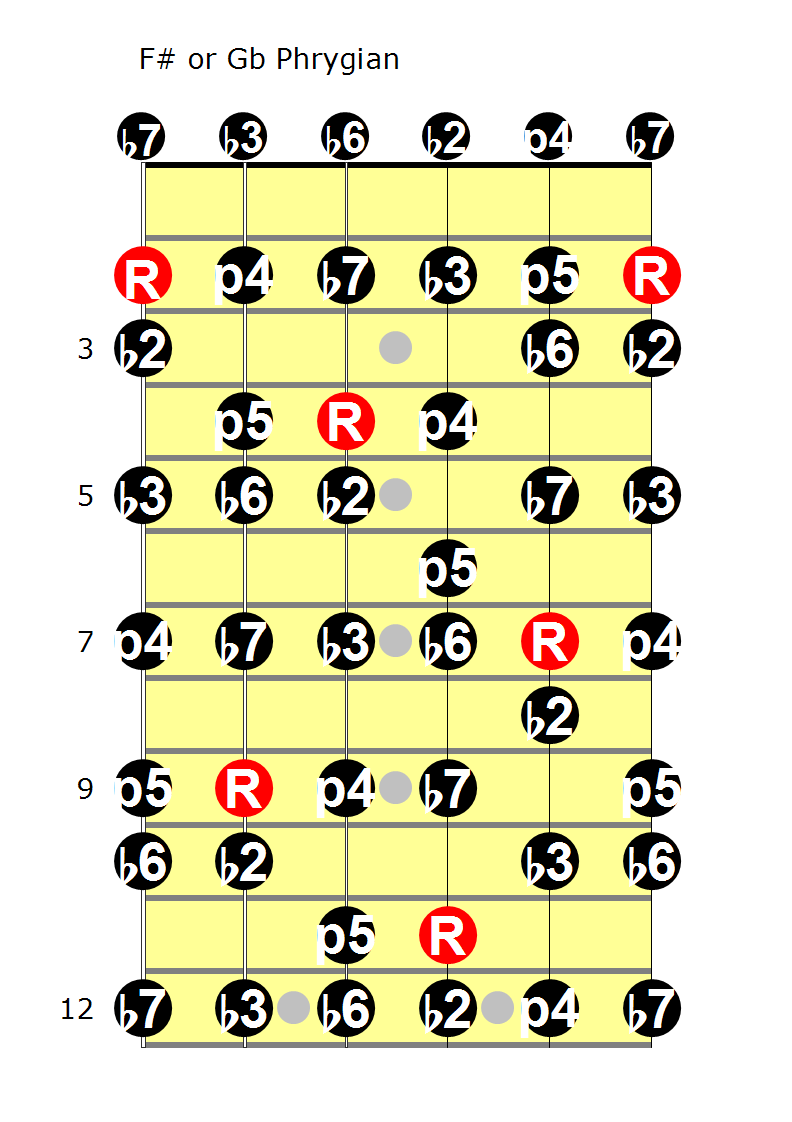 F# or Gb Phrygian
♭7 ♭3 ♭6 ♭2 p4 ♭7
R p4 ♭7 ♭3 p5 R
3 ♭2 ♭6 ♭2
p5 R p4
5 ♭3 ♭6 ♭2 ♭7 ♭3
p5
7 p4 ♭7 ♭3 ♭6 R p4
♭2
9 p5 R p4 ♭7 p5
♭6 ♭2 ♭3 ♭6
p5 R
12 ♭7 ♭3 ♭6 ♭2 p4 ♭7